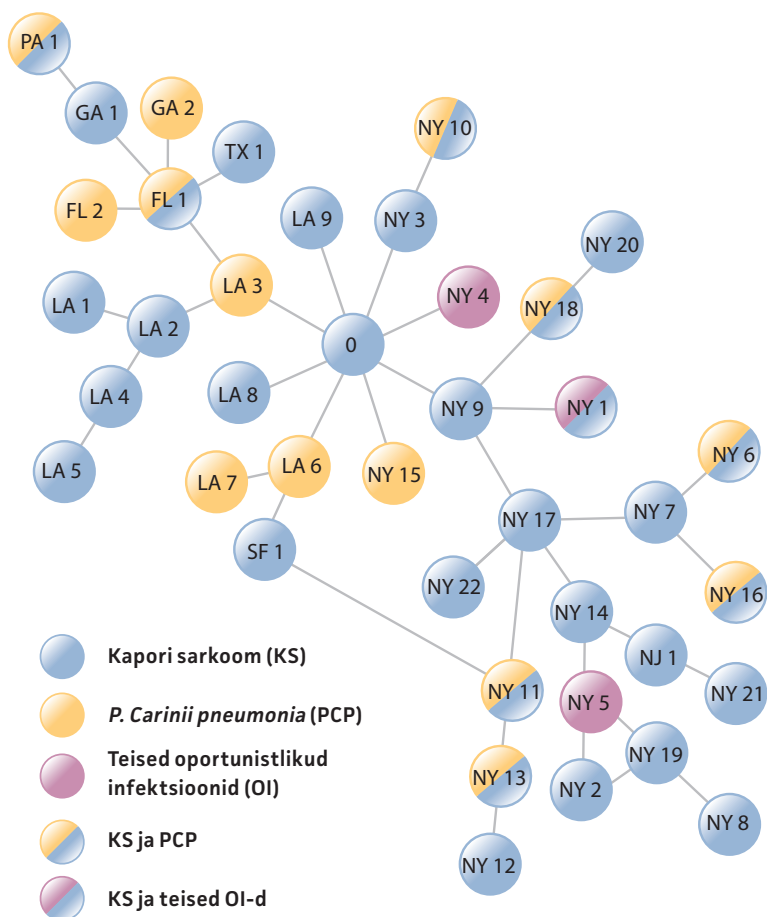 PA 1
GA 1
GA 2
NY 10
TX 1
FL 1
FL 2
LA 9
NY 3
NY 20
LA 3
NY 4
LA 1
NY 18
LA 2
0
LA 8
LA 4
NY 9
NY 1
NY 6
LA 5
LA 7
LA 6
NY 15
NY 17
NY 7
SF 1
NY 22
NY 16
NY 14
NJ 1
NY 11
NY 21
NY 5
NY 13
NY 19
NY 2
NY 8
NY 12
Kapori sarkoom (KS)
P. Carinii pneumonia (PCP)
Teised oportunistlikud
infektsioonid (OI)
KS ja PCP
KS ja teised OI-d